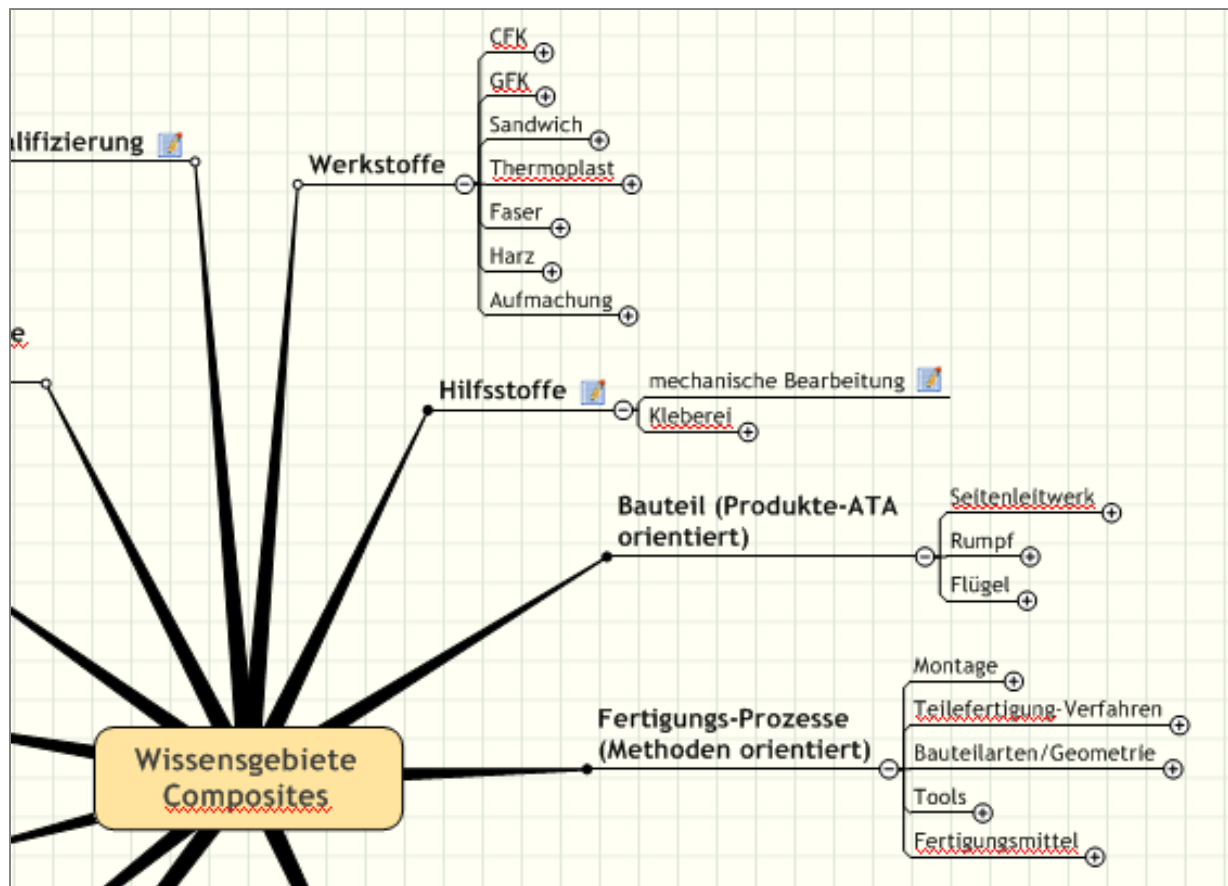 CFK
GFK
Sandwich
Thermoplast
Faser
Harz
Aufmachung
Werkstoffe
alifizierung
e
Hilfsstoffe
mechanische Bearbeitung
Kleberei
Bauteil (Produkte-ATA
orientiert)
Seitenleitwerk
Rumpf
Flügel
Fertigungs-Prozesse
(Methoden orientiert)
Montage
Teilefertigung-Verfahren
Bauteilarten/Geometrie
Tools
Fertigungsmittel
Wissensgebiete
Composites